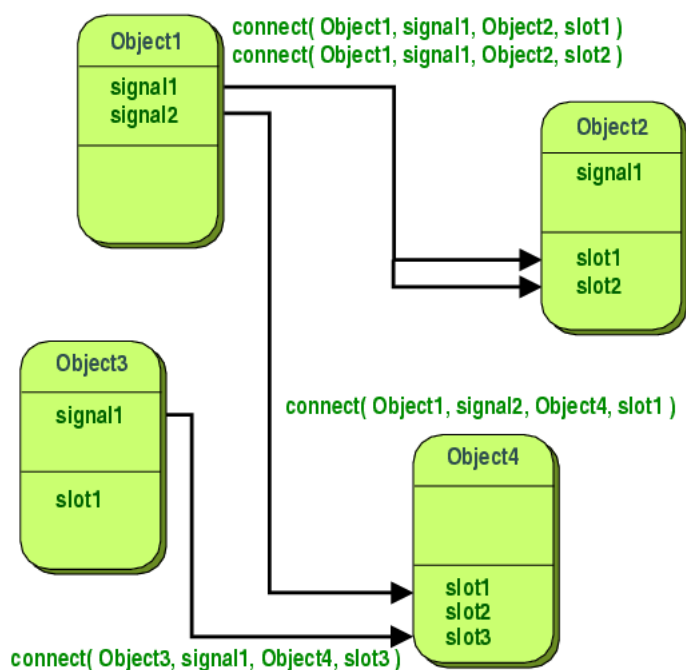 Object1
signal1
signal2
connect( Object1, signal1, Object2, slot1 )
connect( Object1, signal1, Object2, slot2 )
Object2
signal1
slot1
slot2
Object3
signal1
slot1
connect( Object1, signal2, Object4, slot1 )
Object4
slot1
slot2
slot3
connect( Object3, signal1, Object4, slot3 )